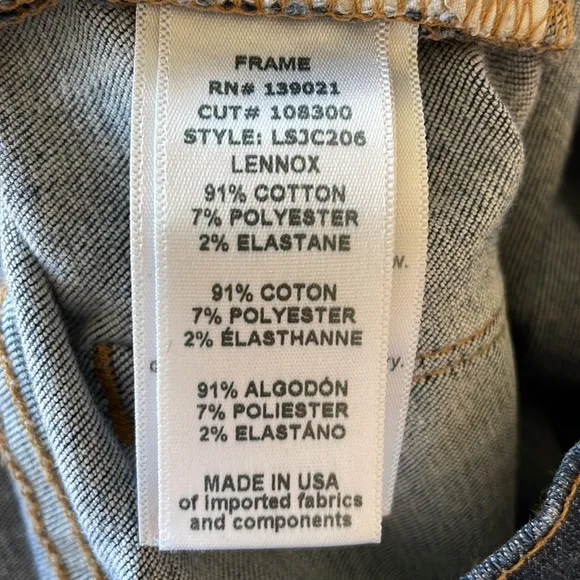 FRAME
RN# 139021
CUT# 108300
STYLE: LSJC206
LENNOX
91% COTTON
7% POLYESTER
2% ELASTANE
91% COTON
7% POLYESTER
2% ÉLASTHANNE
91% ALGODÓN
7% POLIESTER
2% ELASTÁNO
MADE IN USA
of imported fabrics
and components